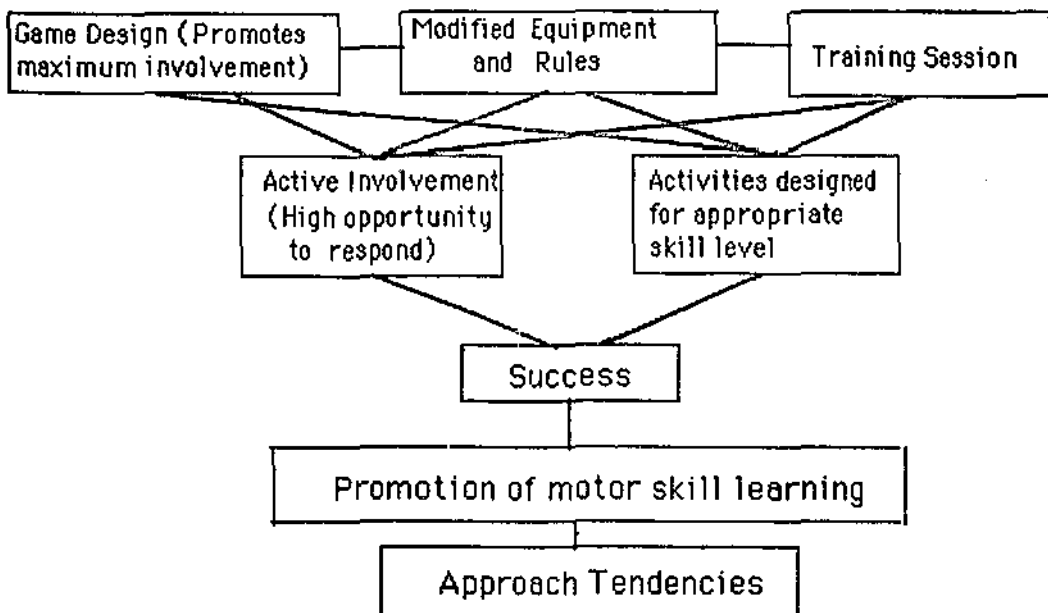 Game Design (Promotes
maximum involvement)
Modified Equipment
and Rules
Training Session
Active Involvement
(High opportunity
to respond)
Activities designed
for appropriate
skill level
Success
Promotion of motor skill learning
Approach Tendencies